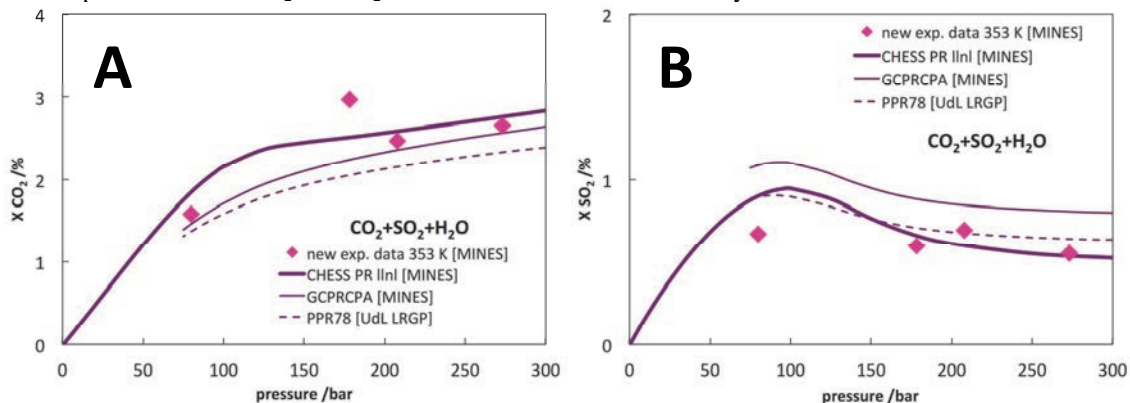 A
4
3
2
1
0
X CO₂ /%
0 50 100 150 200 250 300
pressure /bar
CO₂+SO₂+H₂O
new exp. data 353 K [MINES]
CHESS PR llnl [MINES]
GCPRCPA [MINES]
PPR78 [UdL LRGP]
B
2
1
0
X SO₂ /%
0 50 100 150 200 250 300
pressure /bar
new exp. data 353 K [MINES]
CHESS PR llnl [MINES]
GCPRCPA [MINES]
PPR78 [UdL LRGP]
CO₂+SO₂+H₂O